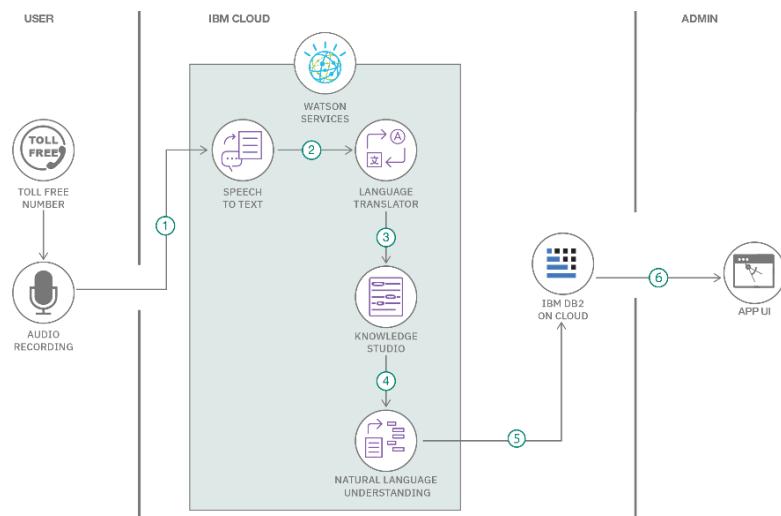 USER
IBM CLOUD
ADMIN
WATSON
SERVICES
TOLL
FREE
TOLL FREE
NUMBER
1
SPEECH
TO TEXT
2
A
文
LANGUAGE
TRANSLATOR
3
AUDIO
RECORDING
KNOWLEDGE
STUDIO
4
NATURAL LANGUAGE
UNDERSTANDING
5
IBM DB2
ON CLOUD
6
APP UI